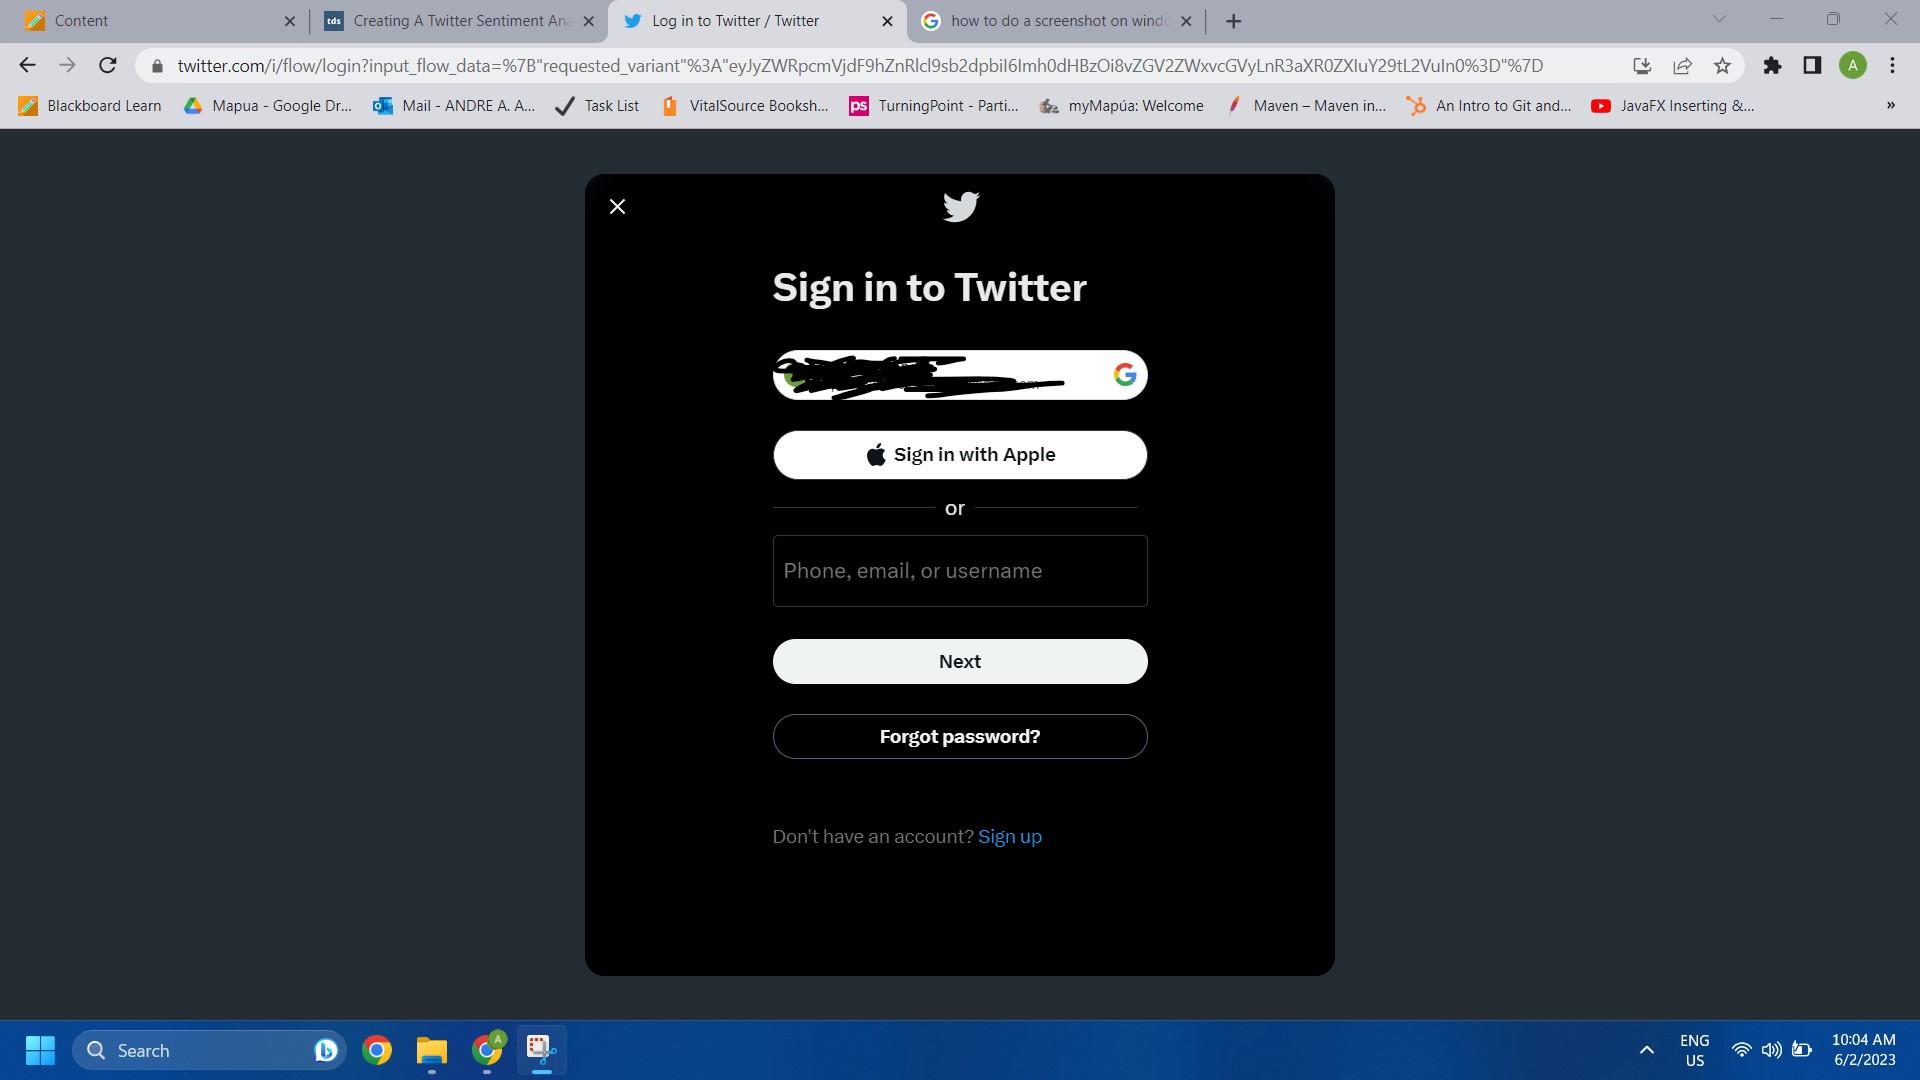 Content
tds Creating A Twitter Sentiment Ana
Log in to Twitter / Twitter
how to do a screenshot on windo
twitter.com/i/flow/login?input_flow_data=%7B"requested_variant"%3A"eyJyZWRpcmVjdF9hZnRlcl9sb2dpbiI6Imh0dHBzOi8vZGV2ZWxvcGVyLnR3aXR0ZXIuY29tL2VuIn0%3D"%7D
A
Blackboard Learn
Mapua - Google Dr...
Mail - ANDRE A. A...
Task List
VitalSource Booksh...
ps TurningPoint - Parti...
myMapúa: Welcome
Maven – Maven in...
An Intro to Git and...
JavaFX Inserting &...
»
Sign in to Twitter
Sign in with Apple
or
Phone, email, or username
Next
Forgot password?
Don't have an account? Sign up
Search
A
ENG
US
10:04 AM
6/2/2023